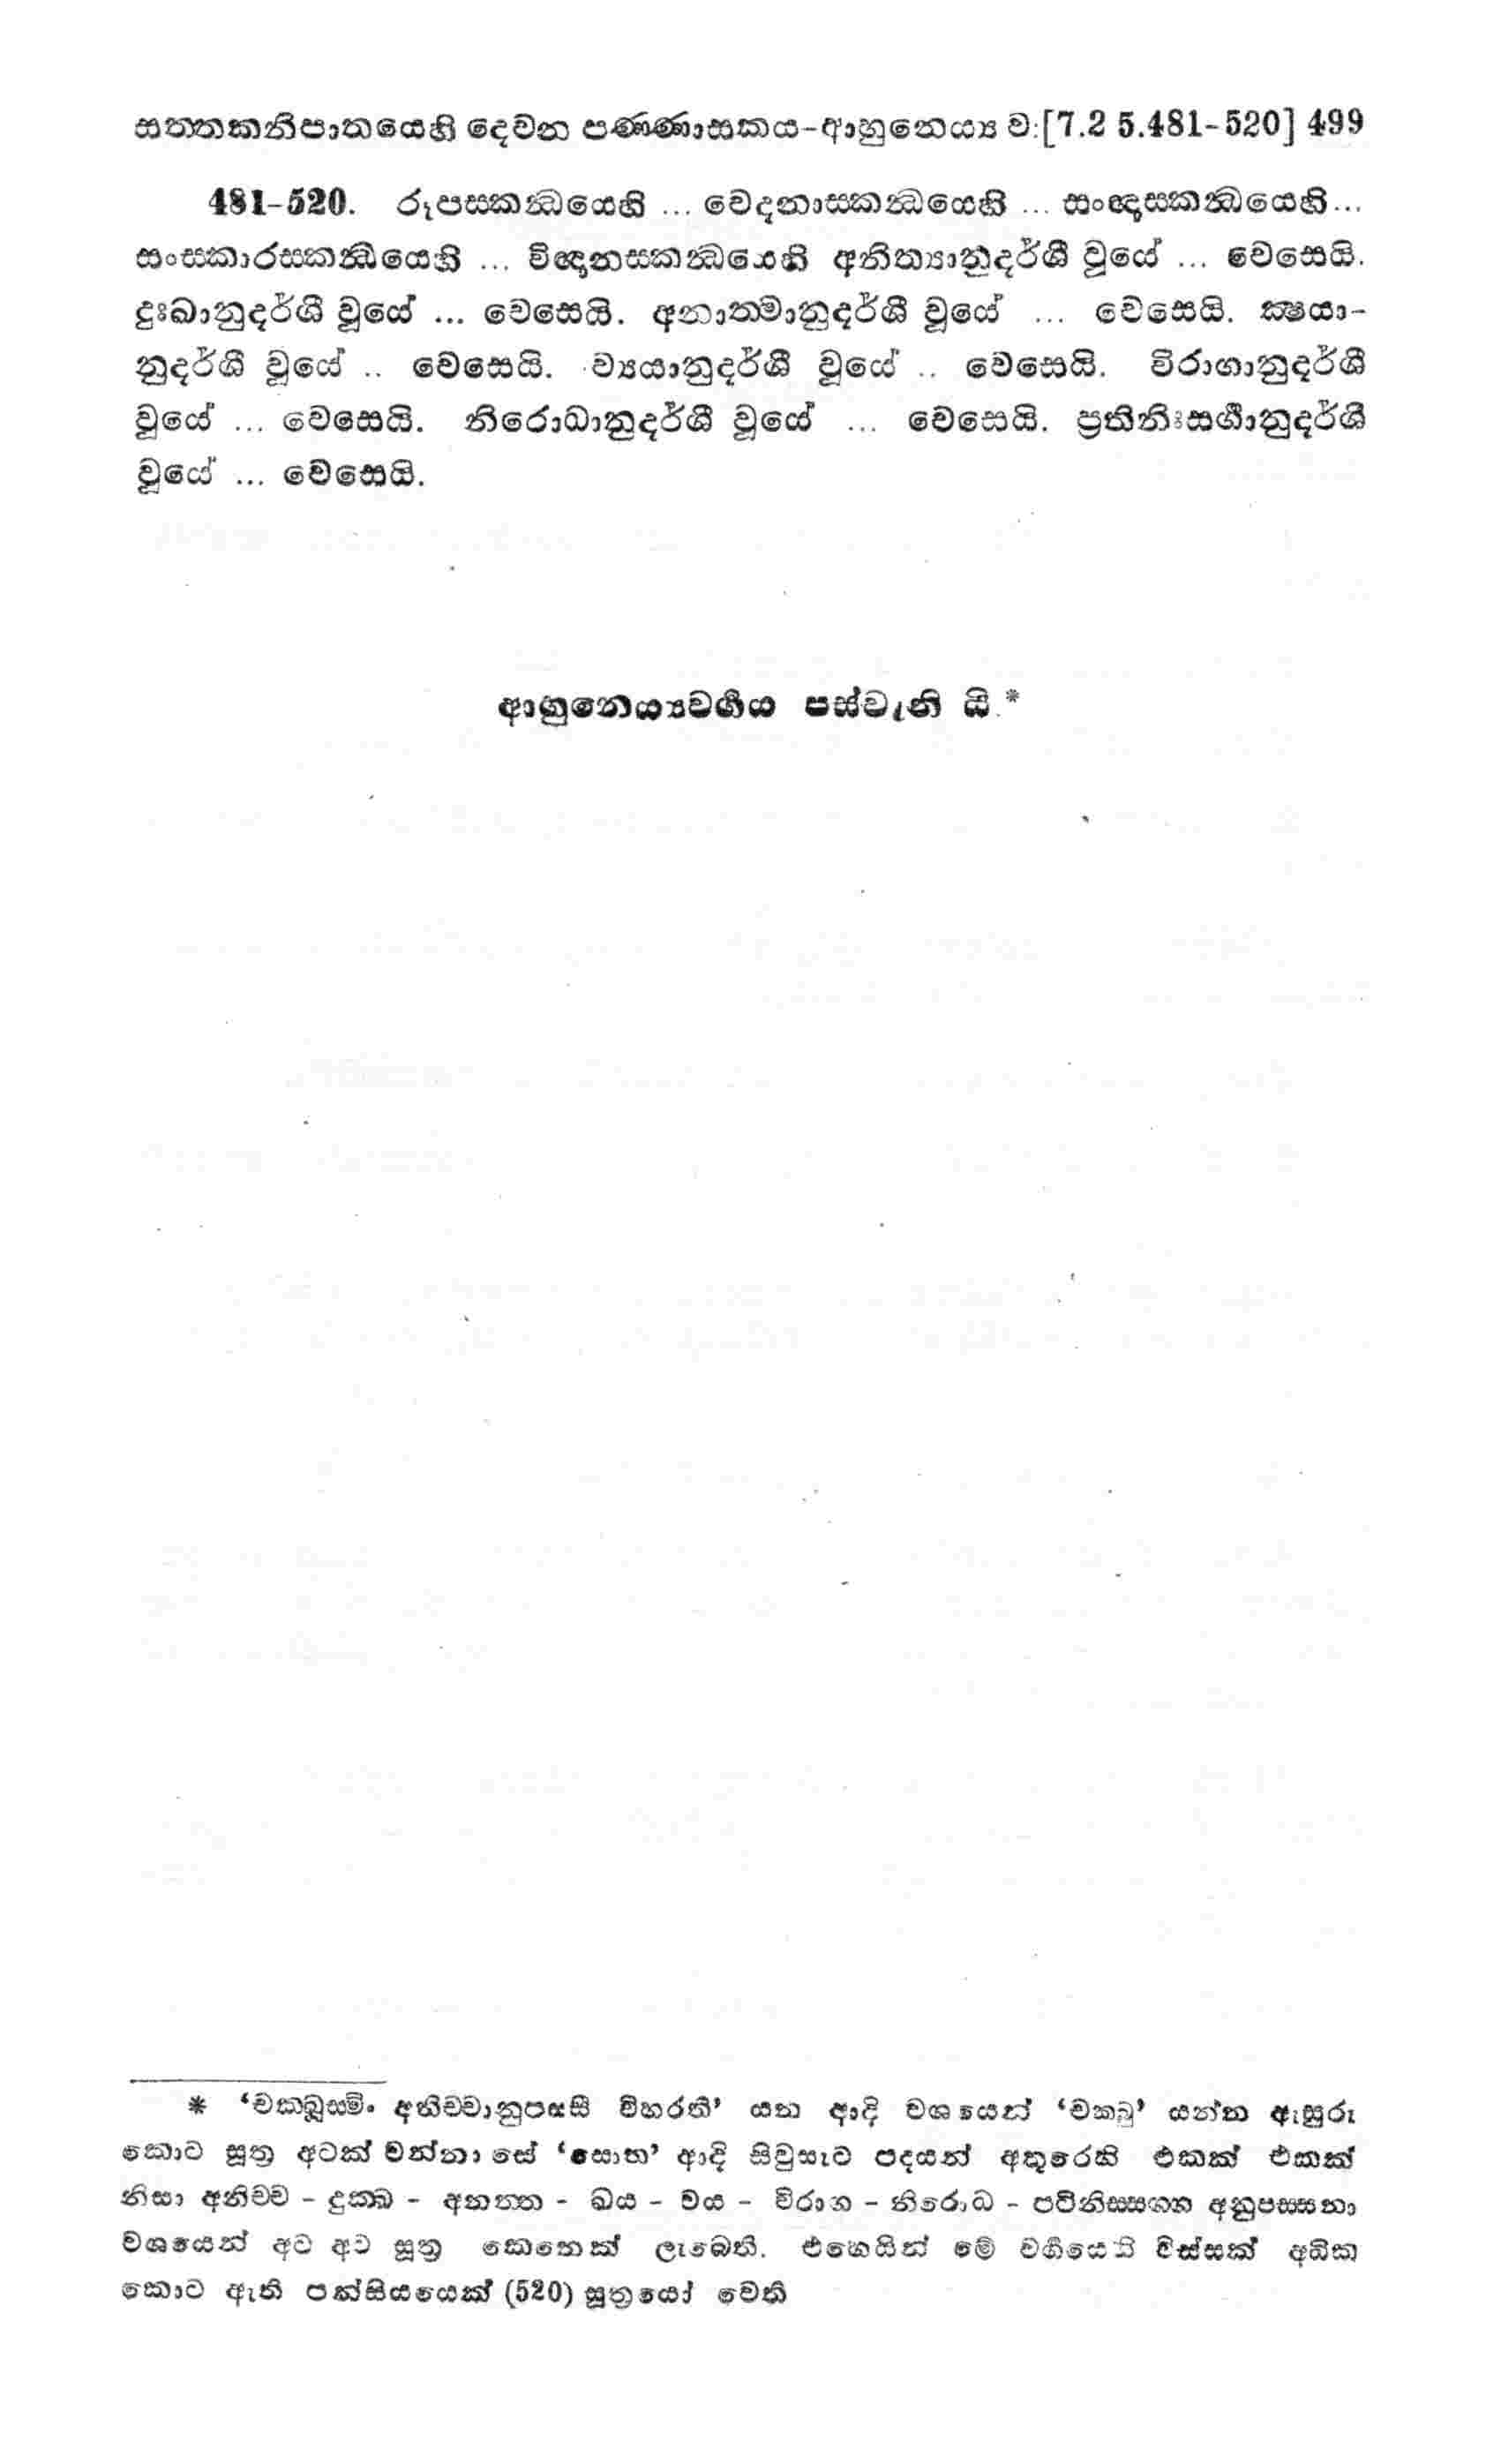 සත්තකනිපාතයෙහි දෙවන පණ්ණාසකය-ආහුනෙය්‍ය ව:[7.2 5.481-520] 499
481-520. රූපස්කන්‍ධයෙහි ... වෙදනාස්කන්‍ධයෙහි ... සංඥාස්කන්‍ධයෙහි...
සංස්කාරස්කන්‍ධයෙහි ... විඥානස්කන්‍ධයෙහි අනිත්‍යානුදර්ශී වූයේ ... වෙසෙයි.
දුඃඛානුදර්ශී වූයේ ... වෙසෙයි. අනාත්මානුදර්ශී වූයේ ... වෙසෙයි. ක්‍ෂයා-
නුදර්ශී වූයේ .. වෙසෙයි. ව්‍යයානුදර්ශී වූයේ .. වෙසෙයි. විරාගානුදර්ශී
වූයේ ... වෙසෙයි. නිරොධානුදර්ශී වූයේ ... වෙසෙයි. ප්‍රතිනිඃසර්‍ගානුදර්ශී
වූයේ ... වෙසෙයි.
ආහුනෙය්‍යවර්‍ගය පස්වැනි යි.*
* ‘චක්ඛුස්මිං අනිච්චානුපස්සී විහරති’ යන ආදි වශයෙන් ‘චක්ඛු’ යන්න ඇසුරු
කොට සූත්‍ර අටක් වන්නා සේ ‘සොත’ ආදි සිවුසැට පදයන් අතුරෙහි එකක් එකක්
නිසා අනිච්ච - දුක්ඛ - අනත්ත - ඛය - වය - විරාග - නිරොධ - පටිනිස්සග්ග අනුපස්සනා
වශයෙන් අට අට සූත්‍ර කෙනෙක් ලැබෙති. එහෙයින් මේ වර්‍ගයෙහි විස්සක් අධික
කොට ඇති පන්සියයෙක් (520) සූත්‍රයෝ වෙති